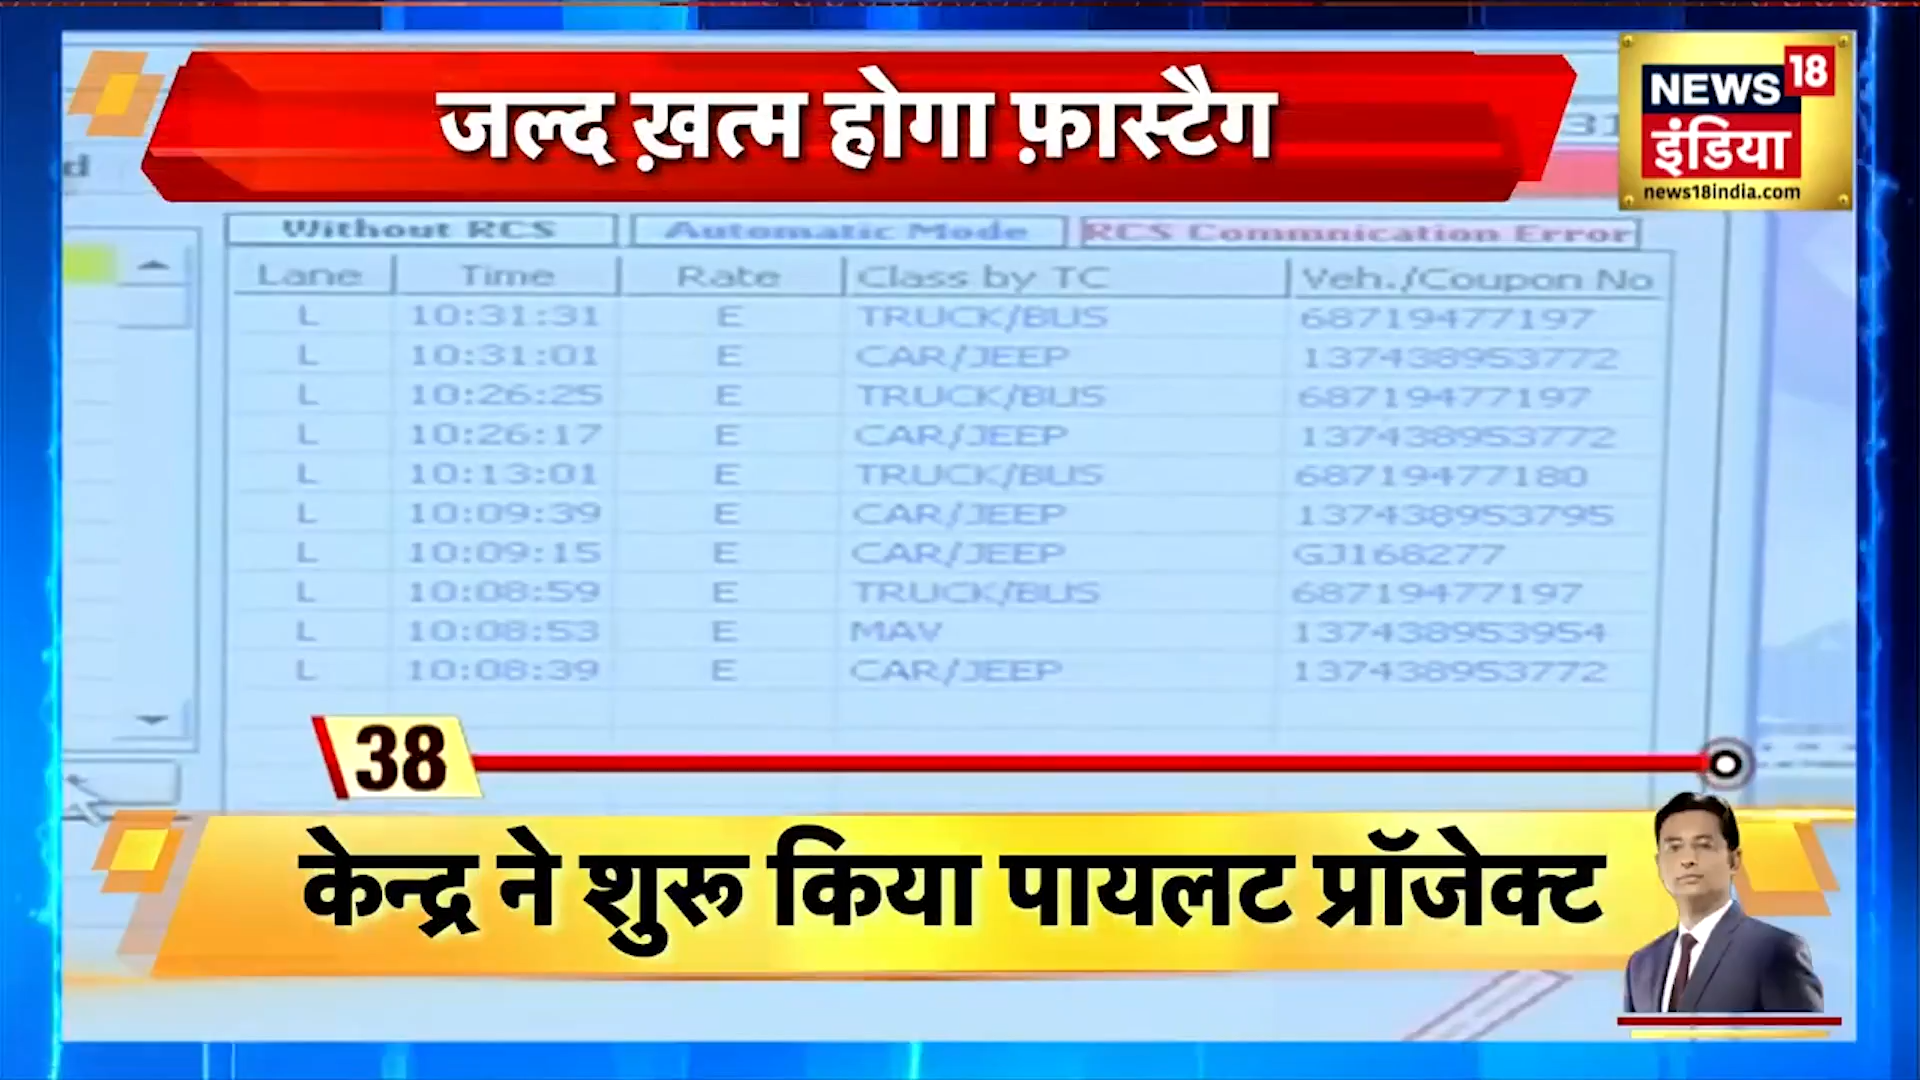 जल्द ख़त्म होगा फ़ास्टैग
NEWS 18
इंडिया
news18india.com
31
d
Without RCS Automatic Mode RCS Commnication Error
Lane Time Rate Class by TC Veh./Coupon No
L 10:31:31 E TRUCK/BUS 68719477197
L 10:31:01 E CAR/JEEP 137438953772
L 10:26:25 E TRUCK/BUS 68719477197
L 10:26:17 E CAR/JEEP 137438953772
L 10:13:01 E TRUCK/BUS 68719477180
L 10:09:39 E CAR/JEEP 137438953795
L 10:09:15 E CAR/JEEP GJ168277
L 10:08:59 E TRUCK/BUS 68719477197
L 10:08:53 E MAV 137438953954
L 10:08:39 E CAR/JEEP 137438953772
38
केन्द्र ने शुरू किया पायलट प्रॉजेक्ट